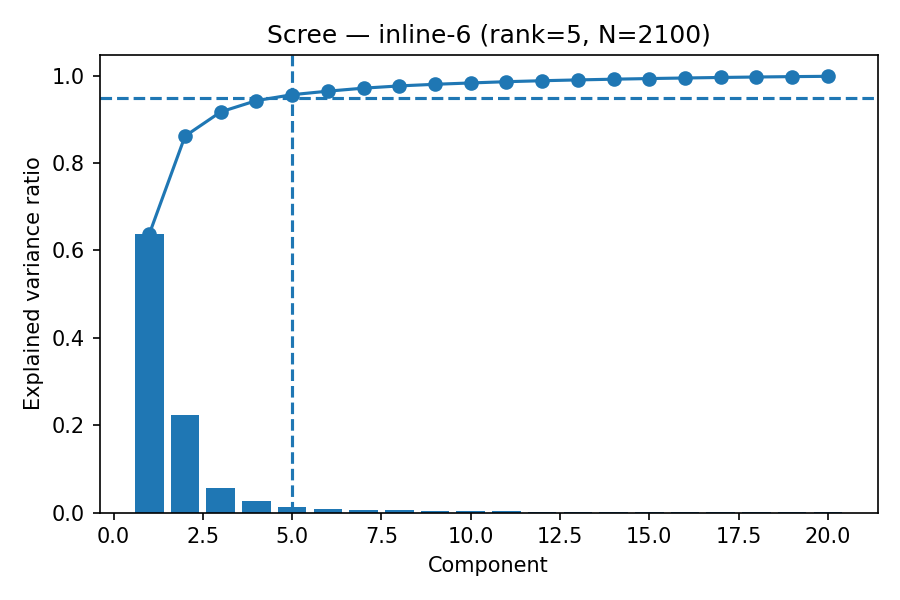 Scree — inline-6 (rank=5, N=2100)
Explained variance ratio
1.0
0.8
0.6
0.4
0.2
0.0
0.0 2.5 5.0 7.5 10.0 12.5 15.0 17.5 20.0
Component